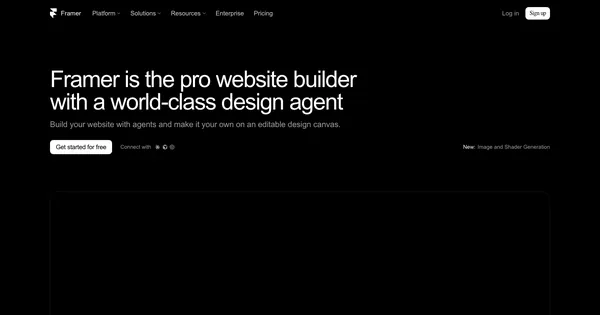 Framer
Platform
Solutions
Resources
Enterprise
Pricing
Log in
Sign up
Framer is the pro website builder
with a world-class design agent
Build your website with agents and make it your own on an editable design canvas.
Get started for free
Connect with
New: Image and Shader Generation